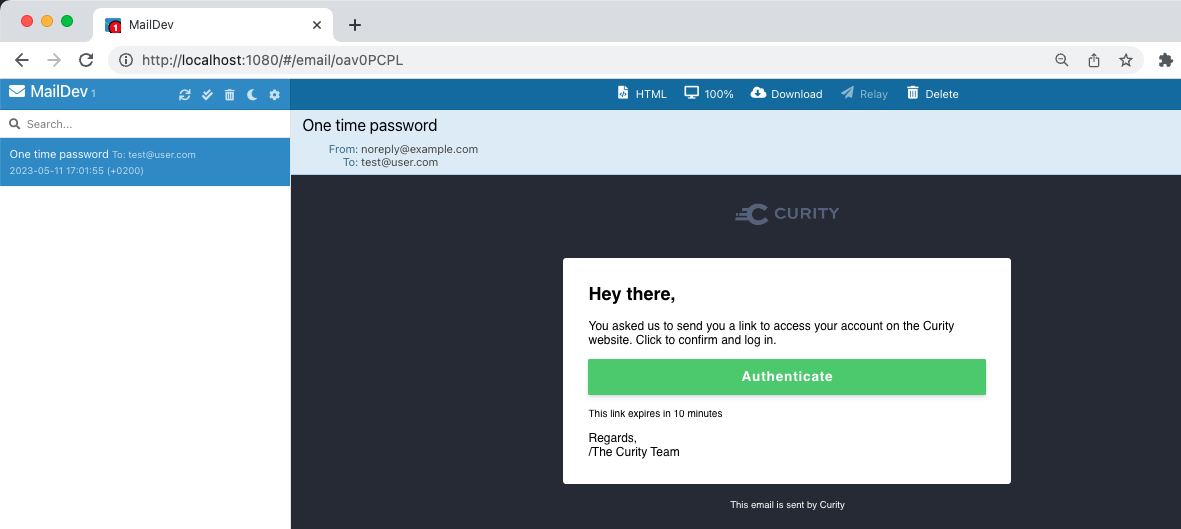 1 MailDev
http://localhost:1080/#/email/oav0PCPL
MailDev 1
HTML 100% Download Relay Delete
Search...
One time password To: test@user.com
2023-05-11 17:01:55 (+0200)
One time password
From: noreply@example.com
To: test@user.com
CURITY
Hey there,
You asked us to send you a link to access your account on the Curity
website. Click to confirm and log in.
Authenticate
This link expires in 10 minutes
Regards,
/The Curity Team
This email is sent by Curity